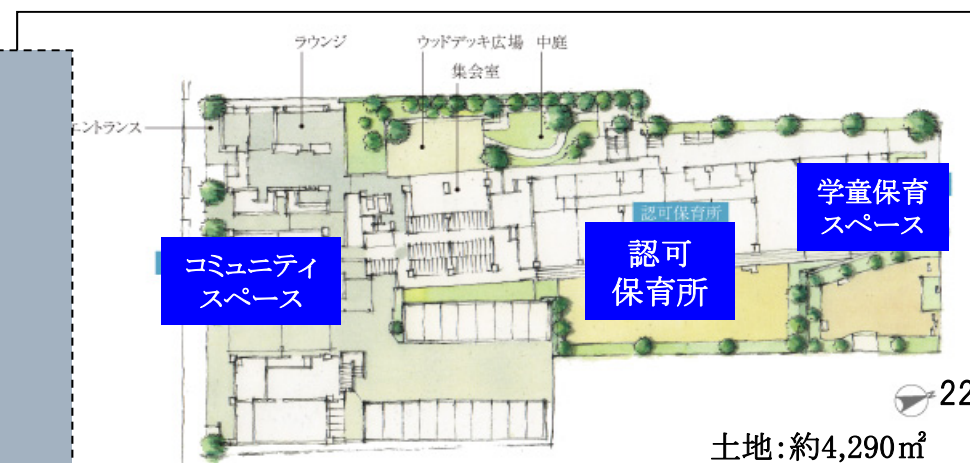 ラウンジ
ウッドデッキ広場
中庭
集会室
エントランス
認可保育所
学童保育
スペース
認可
保育所
コミュニティ
スペース
22
土地:約4,290㎡